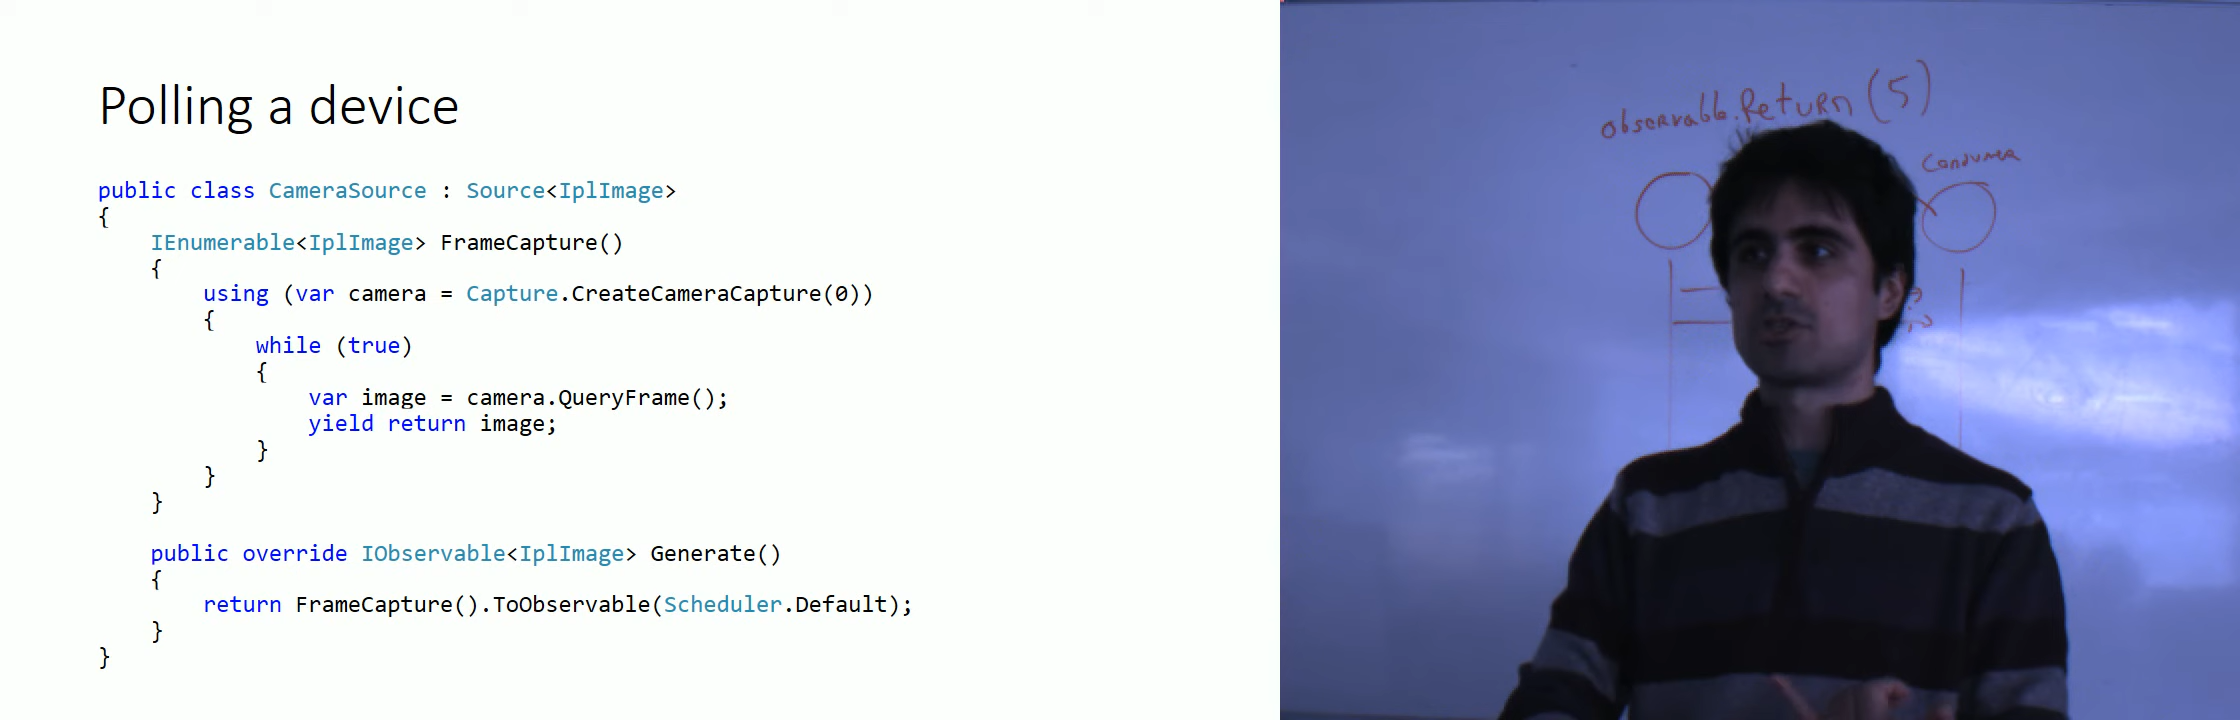 Polling a device
public class CameraSource : Source<IplImage>
{
    IEnumerable<IplImage> FrameCapture()
    {
        using (var camera = Capture.CreateCameraCapture(0))
        {
            while (true)
            {
                var image = camera.QueryFrame();
                yield return image;
            }
        }
    }
    public override IObservable<IplImage> Generate()
    {
        return FrameCapture().ToObservable(Scheduler.Default);
    }
}
observable.Return (5)